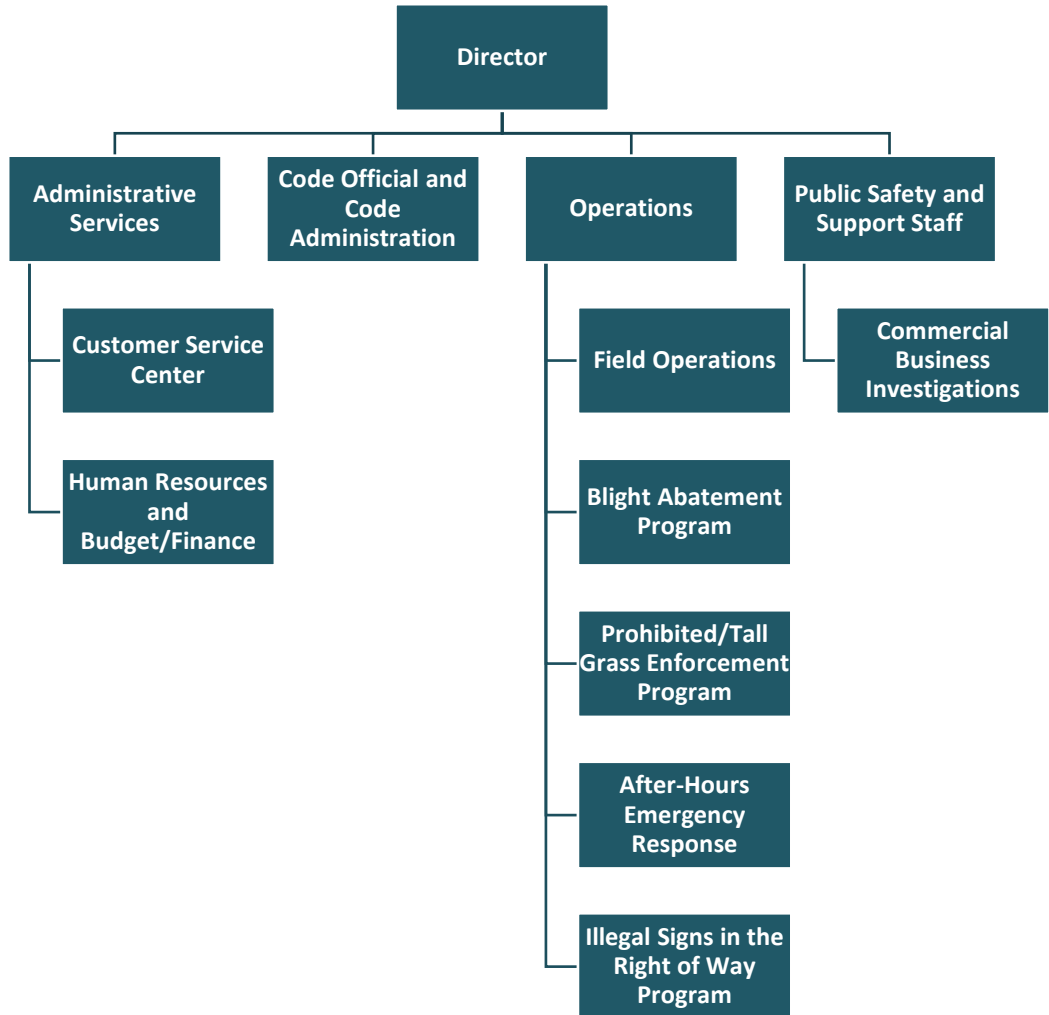 Director
Administrative
Services
Code Official and
Code
Administration
Operations
Public Safety and
Support Staff
Customer Service
Center
Field Operations
Commercial
Business
Investigations
Human Resources
and
Budget/Finance
Blight Abatement
Program
Prohibited/Tall
Grass Enforcement
Program
After-Hours
Emergency
Response
Illegal Signs in the
Right of Way
Program